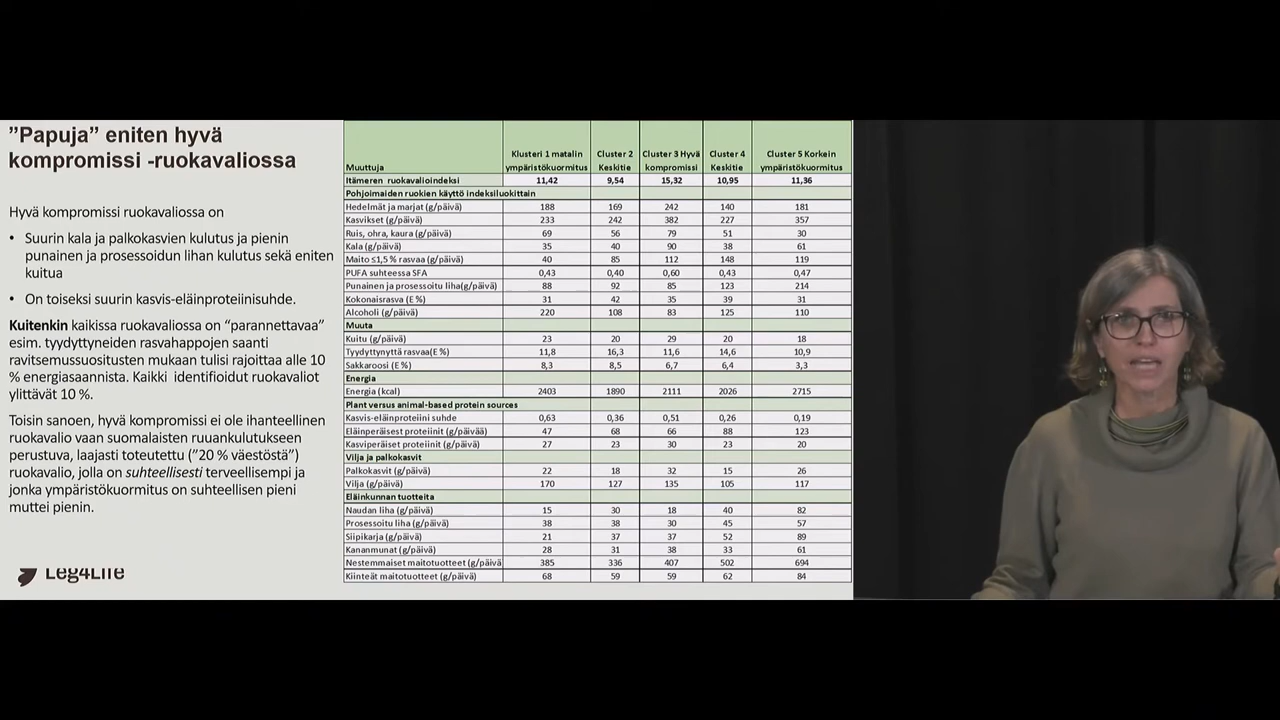 ”Papuja” eniten hyvä
kompromissi -ruokavaliossa
Hyvä kompromissi ruokavaliossa on
• Suurin kala ja palkokasvien kulutus ja pienin
punainen ja prosessoidun lihan kulutus sekä eniten
kuitua
• On toiseksi suurin kasvis-eläinproteiinisuhde.
Kuitenkin kaikissa ruokavaliossa on “parannettavaa”
esim. tyydyttyneiden rasvahappojen saanti
ravitsemussuositusten mukaan tulisi rajoittaa alle 10
% energiasaannista. Kaikki identifioidut ruokavaliot
ylittävät 10 %.
Toisin sanoen, hyvä kompromissi ei ole ihanteellinen
ruokavalio vaan suomalaisten ruuankulutukseen
perustuva, laajasti toteutettu (”20 % väestöstä”)
ruokavalio, jolla on suhteellisesti terveellisempi ja
jonka ympäristökuormitus on suhteellisen pieni
muttei pienin.
Leg4Life
Muuttuja Klusteri 1 matalin ympäristökuormitus Cluster 2 Keskitie Cluster 3 Hyvä kompromissi Cluster 4 Keskitie Cluster 5 Korkein ympäristökuormitus
Itämeren ruokavalioindeksi 11,42 9,54 15,32 10,95 11,36
Pohjoimaiden ruokien käyttö indeksiluokittain
Hedelmät ja marjat (g/päivä) 188 169 242 140 181
Kasvikset (g/päivä) 233 242 382 227 357
Ruis, ohra, kaura (g/päivä) 69 56 79 51 30
Kala (g/päivä) 35 40 90 38 61
Maito ≤1,5 % rasvaa (g/päivä) 40 85 112 148 119
PUFA suhteessa SFA 0,43 0,40 0,60 0,43 0,47
Punainen ja prosessoitu liha(g/päivä) 88 92 85 123 214
Kokonaisrasva (E %) 31 42 35 39 31
Alcoholi (g/päivä) 220 108 83 125 110
Muuta
Kuitu (g/päivä) 23 20 29 20 18
Tyydyttynyttä rasvaa(E %) 11,8 16,3 11,6 14,6 10,9
Sakkaroosi (E %) 8,3 8,5 6,7 6,4 3,3
Energia
Energia (kcal) 2403 1890 2111 2026 2715
Plant versus animal-based protein sources
Kasvis-eläinproteiini suhde 0,63 0,36 0,51 0,26 0,19
Eläinperäisest proteiinit (g/päivää) 47 68 66 88 123
Kasviperäiset proteiinit (g/päivä) 27 23 30 23 20
Vilja ja palkokasvit
Palkokasvit (g/päivä) 22 18 32 15 26
Vilja (g/päivä) 170 127 135 105 117
Eläinkunnan tuotteita
Naudan liha (g/päivä) 15 30 18 40 82
Prosessoitu liha (g/päivä) 38 38 30 45 57
Siipikarja (g/päivä) 21 37 37 52 89
Kananmunat (g/päivä) 28 31 38 33 61
Nestemmaiset maitotuotteet (g/päivä 385 336 407 502 694
Kiinteät maitotuotteet (g/päivä) 68 59 59 62 84